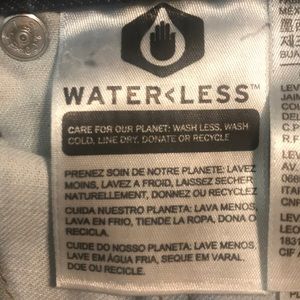 WATER<LESS™
CARE FOR OUR PLANET: WASH LESS, WASH
COLD, LINE DRY, DONATE OR RECYCLE
PRENEZ SOIN DE NOTRE PLANETE: LAVEZ
MOINS, LAVEZ A FROID, LAISSEZ SECHER
NATURELLEMENT, DONNEZ OU RECYCLEZ
CUIDA NUESTRO PLANETA: LAVA MENOS,
LAVA EN FRIO, TIENDE LA ROPA, DONA O
RECICLA.
CUIDE DO NOSSO PLANETA: LAVE MENOS,
LAVE EM ÁGUA FRIA, SEQUE EM VARAL,
DOE OU RECICLE.